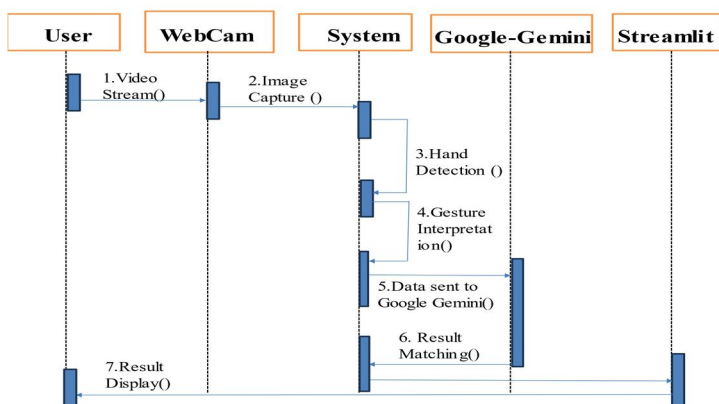 User
WebCam
System
Google-Gemini
Streamlit
1.Video
Stream()
2.Image
Capture ()
3.Hand
Detection ()
4.Gesture
Interpretat
ion()
5.Data sent to
Google Gemini()
6. Result
Matching()
7.Result
Display()